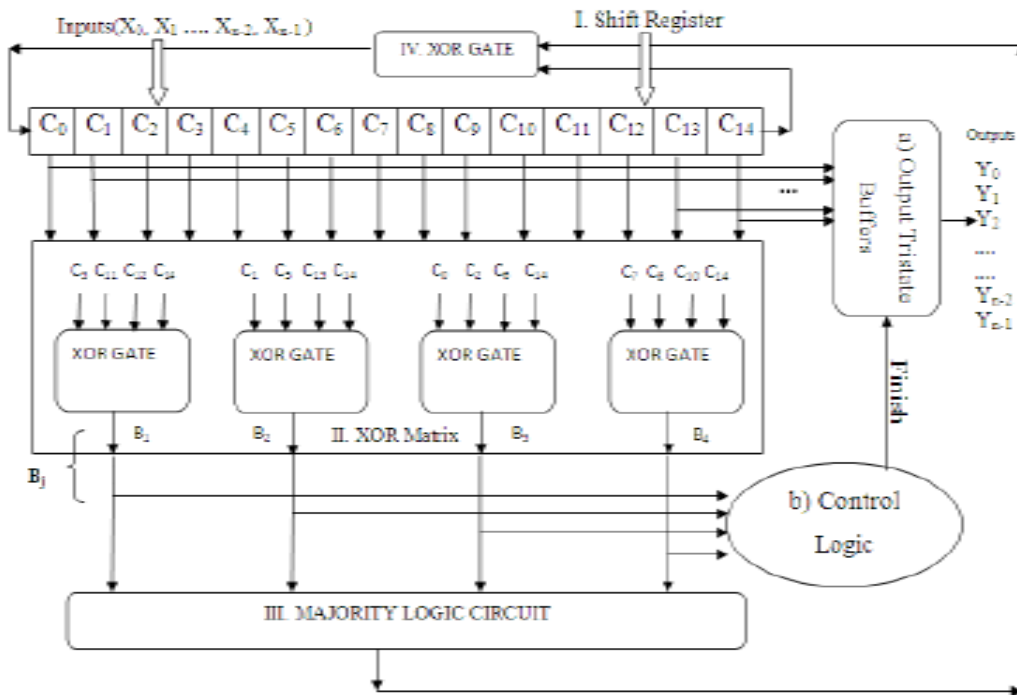 I. Shift Register
Inputs(X0, X1 .... Xn-2, Xn-1)
IV. XOR GATE
C0 C1 C2 C3 C4 C5 C6 C7 C8 C9 C10 C11 C12 C13 C14
Outputs
a) Output Tristate
Buffers
...
Y0
Y1
Y2
....
....
Yn-2
Yn-1
C3 C11 C12 C14
C1 C5 C13 C14
C0 C2 C6 C14
C7 C8 C10 C14
XOR GATE XOR GATE XOR GATE XOR GATE
Finish
B1 B2 B3 B4
II. XOR Matrix
Bj
b) Control
Logic
III. MAJORITY LOGIC CIRCUIT